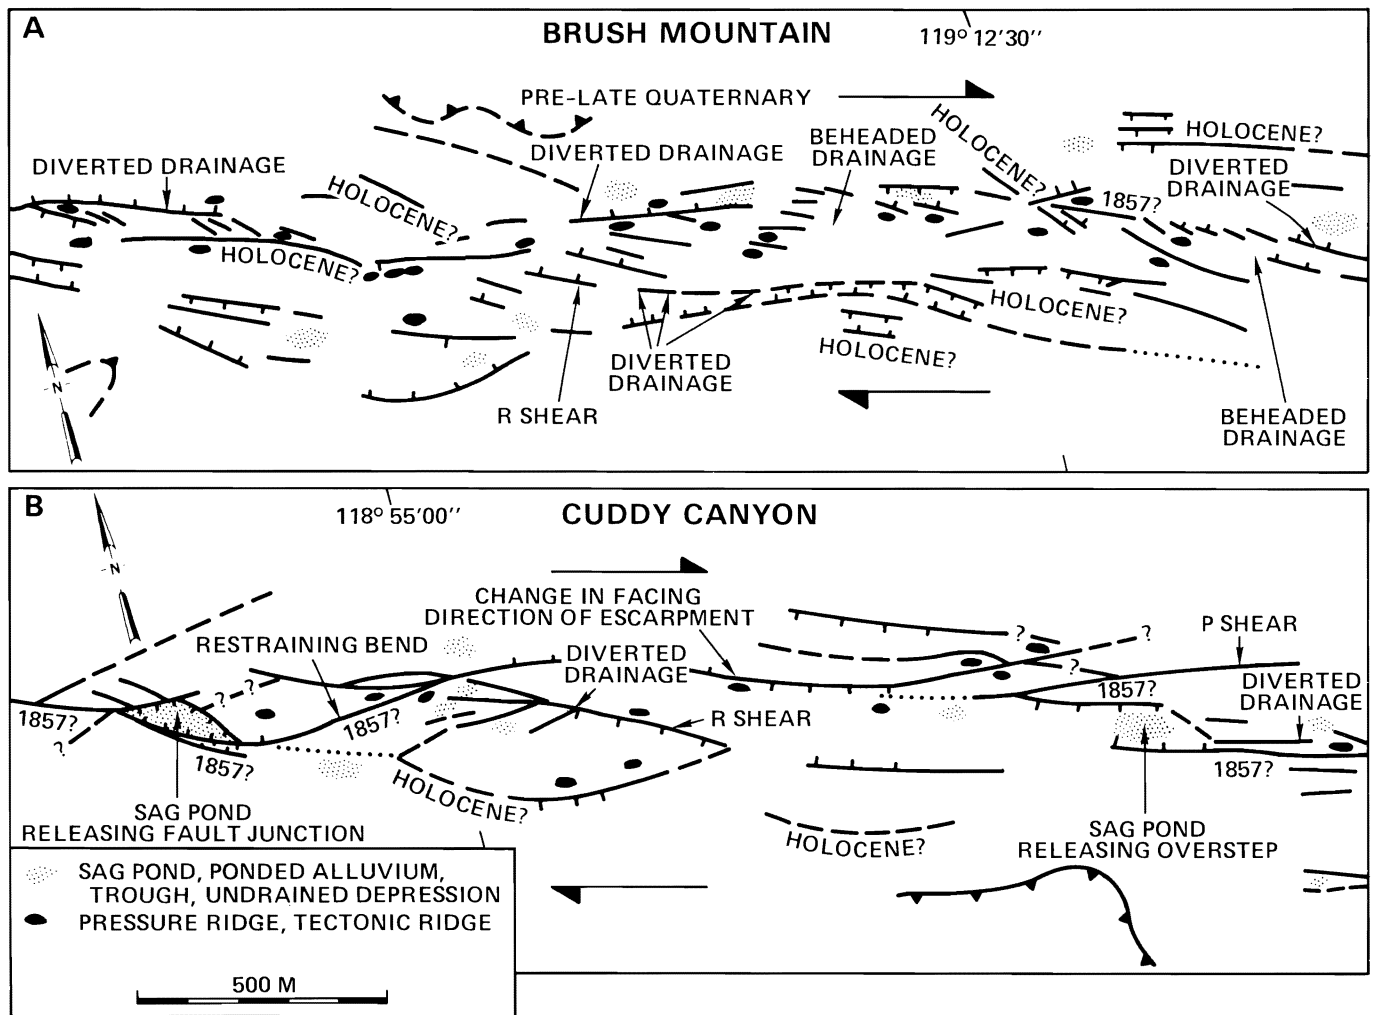 A
BRUSH MOUNTAIN
119° 12'30''
PRE-LATE QUATERNARY
HOLOCENE?
HOLOCENE?
BEHEADED
DRAINAGE
DIVERTED DRAINAGE
DIVERTED DRAINAGE
DIVERTED
DRAINAGE
HOLOCENE?
1857?
HOLOCENE?
HOLOCENE?
HOLOCENE?
DIVERTED
DRAINAGE
R SHEAR
BEHEADED
DRAINAGE
N
B
118° 55'00''
CUDDY CANYON
N
CHANGE IN FACING
DIRECTION OF ESCARPMENT
RESTRAINING BEND
DIVERTED
DRAINAGE
?
?
?
P SHEAR
1857?
DIVERTED
DRAINAGE
?
?
1857?
?
1857?
R SHEAR
1857?
1857?
HOLOCENE?
SAG POND
RELEASING FAULT JUNCTION
HOLOCENE?
SAG POND
RELEASING OVERSTEP
SAG POND, PONDED ALLUVIUM,
TROUGH, UNDRAINED DEPRESSION
PRESSURE RIDGE, TECTONIC RIDGE
500 M